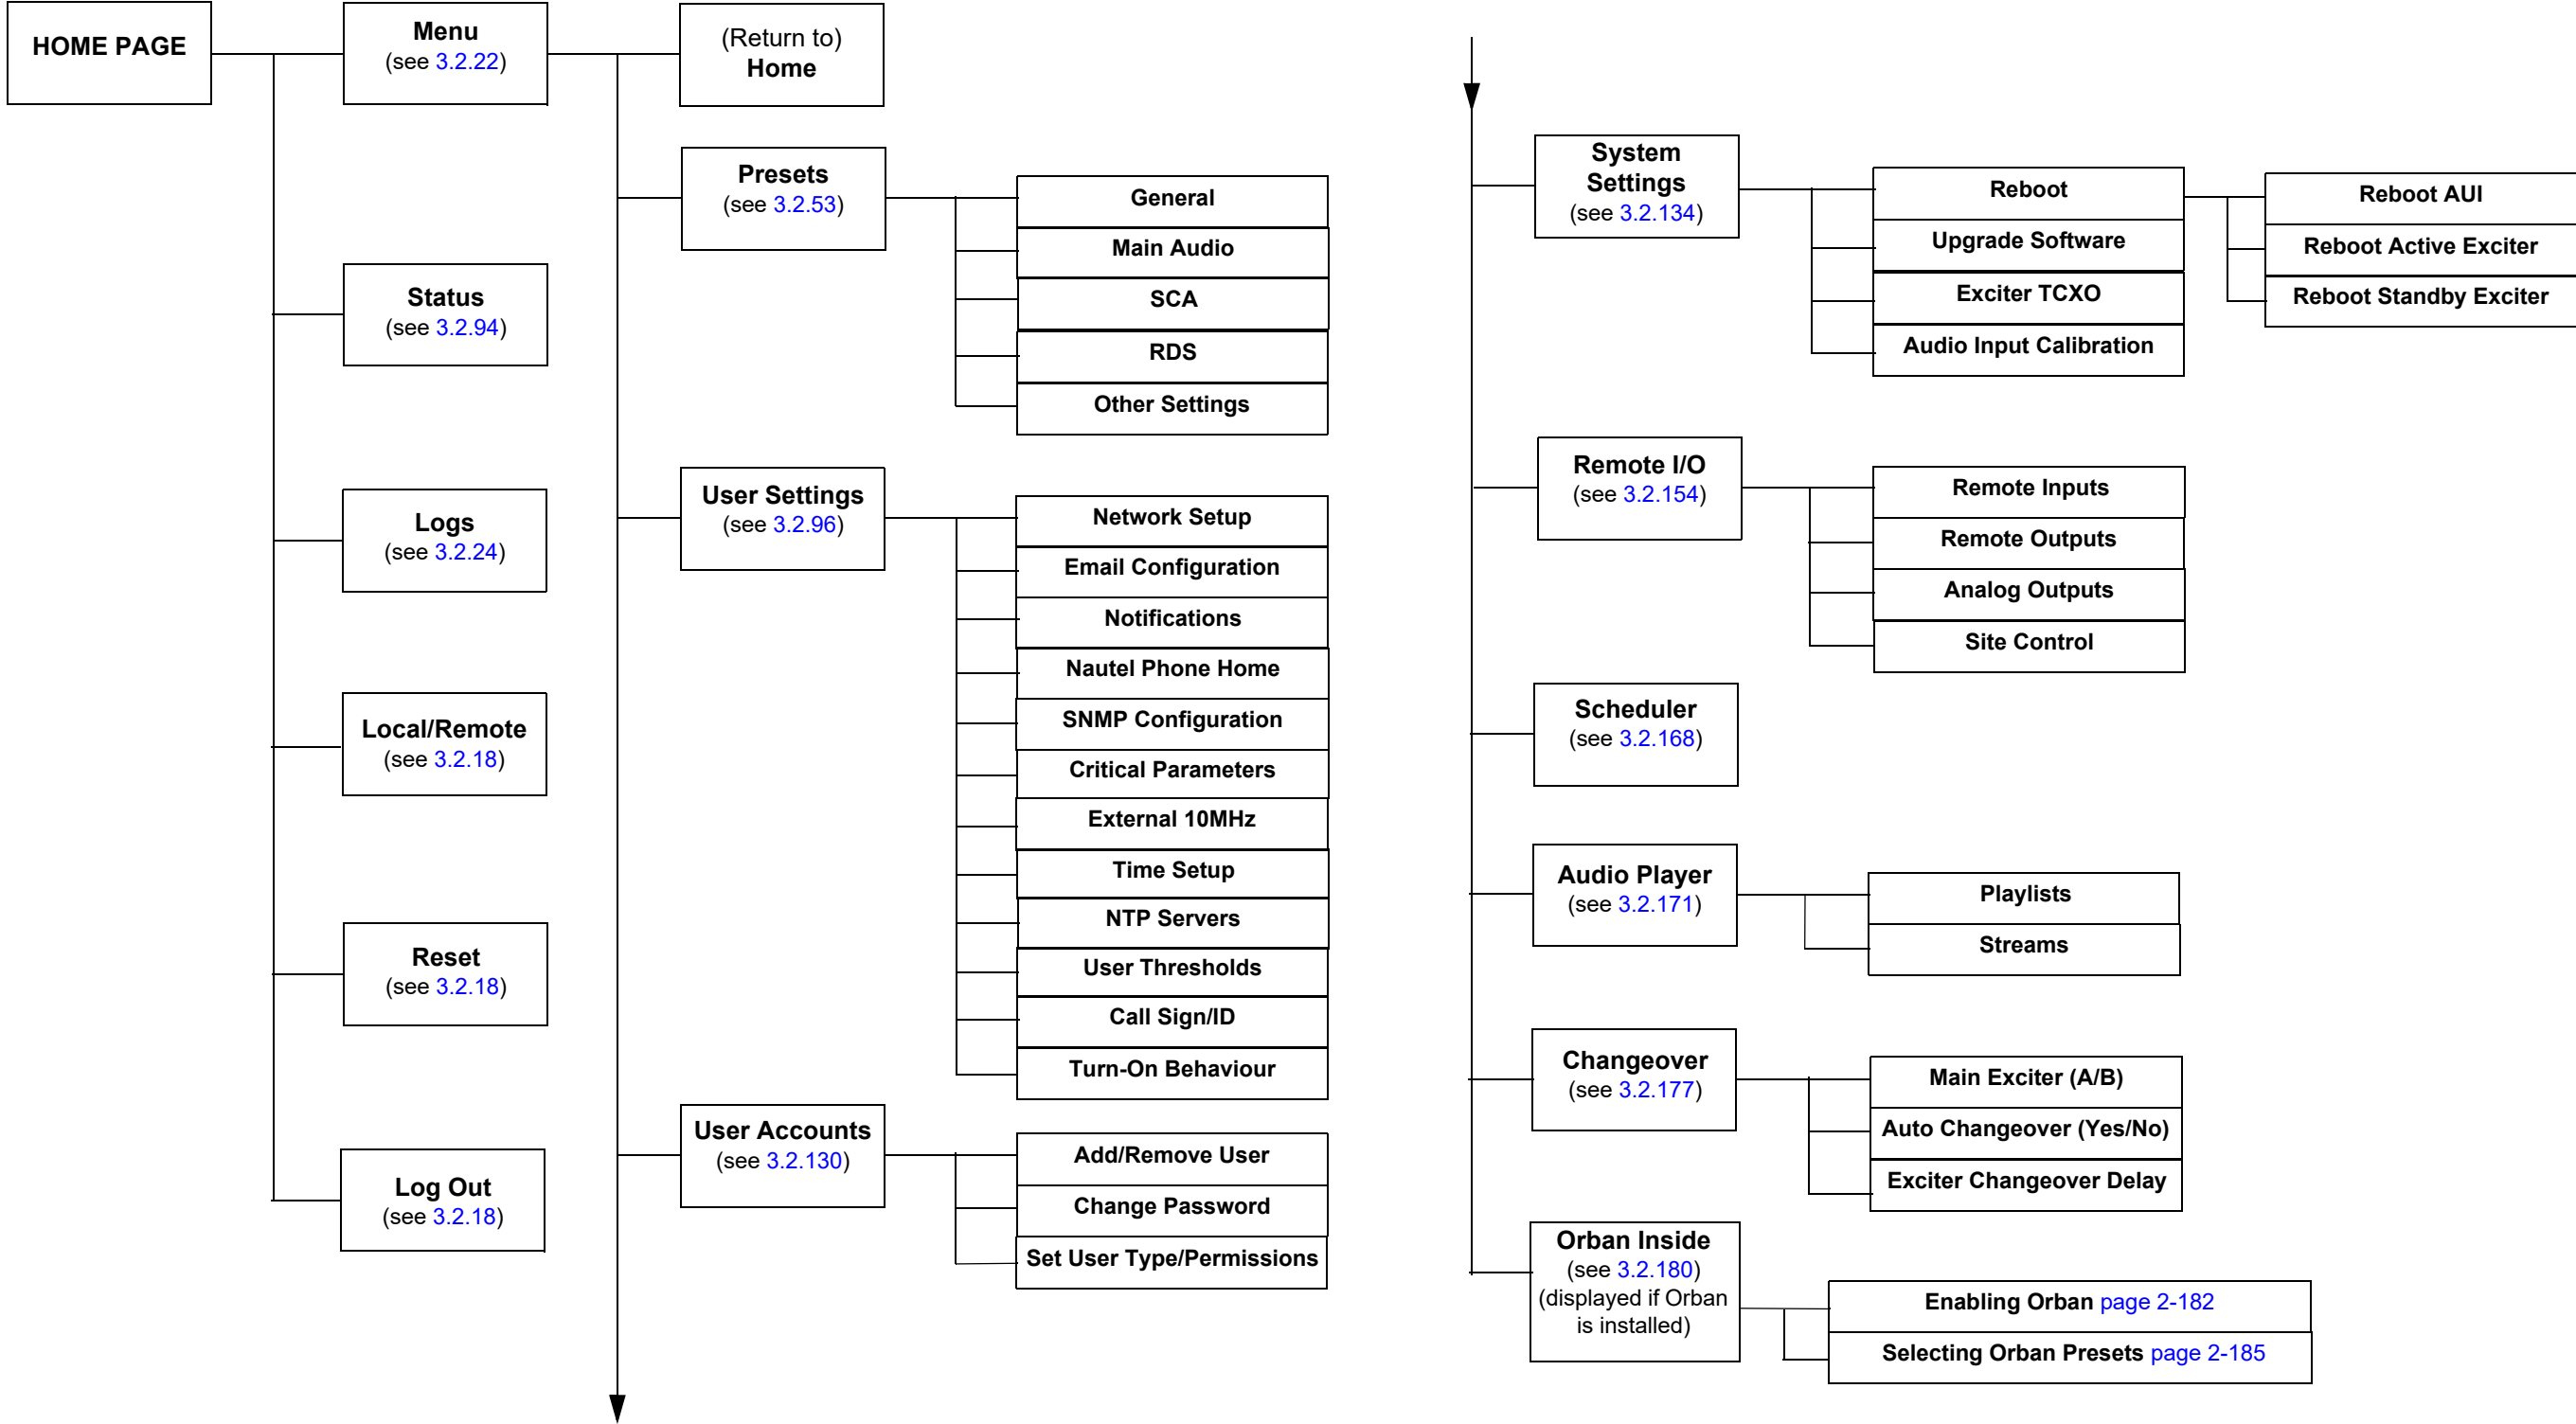 HOME PAGE
Menu
(see 3.2.22)
Status
(see 3.2.94)
Logs
(see 3.2.24)
Local/Remote
(see 3.2.18)
Reset
(see 3.2.18)
Log Out
(see 3.2.18)
(Return to)
Home
Presets
(see 3.2.53)
General
Main Audio
SCA
RDS
Other Settings
User Settings
(see 3.2.96)
Network Setup
Email Configuration
Notifications
Nautel Phone Home
SNMP Configuration
Critical Parameters
External 10MHz
Time Setup
NTP Servers
User Thresholds
Call Sign/ID
Turn-On Behaviour
User Accounts
(see 3.2.130)
Add/Remove User
Change Password
Set User Type/Permissions
System
Settings
(see 3.2.134)
Reboot
Upgrade Software
Exciter TCXO
Audio Input Calibration
Reboot AUI
Reboot Active Exciter
Reboot Standby Exciter
Remote I/O
(see 3.2.154)
Remote Inputs
Remote Outputs
Analog Outputs
Site Control
Scheduler
(see 3.2.168)
Audio Player
(see 3.2.171)
Playlists
Streams
Changeover
(see 3.2.177)
Main Exciter (A/B)
Auto Changeover (Yes/No)
Exciter Changeover Delay
Orban Inside
(see 3.2.180)
(displayed if Orban
is installed)
Enabling Orban page 2-182
Selecting Orban Presets page 2-185